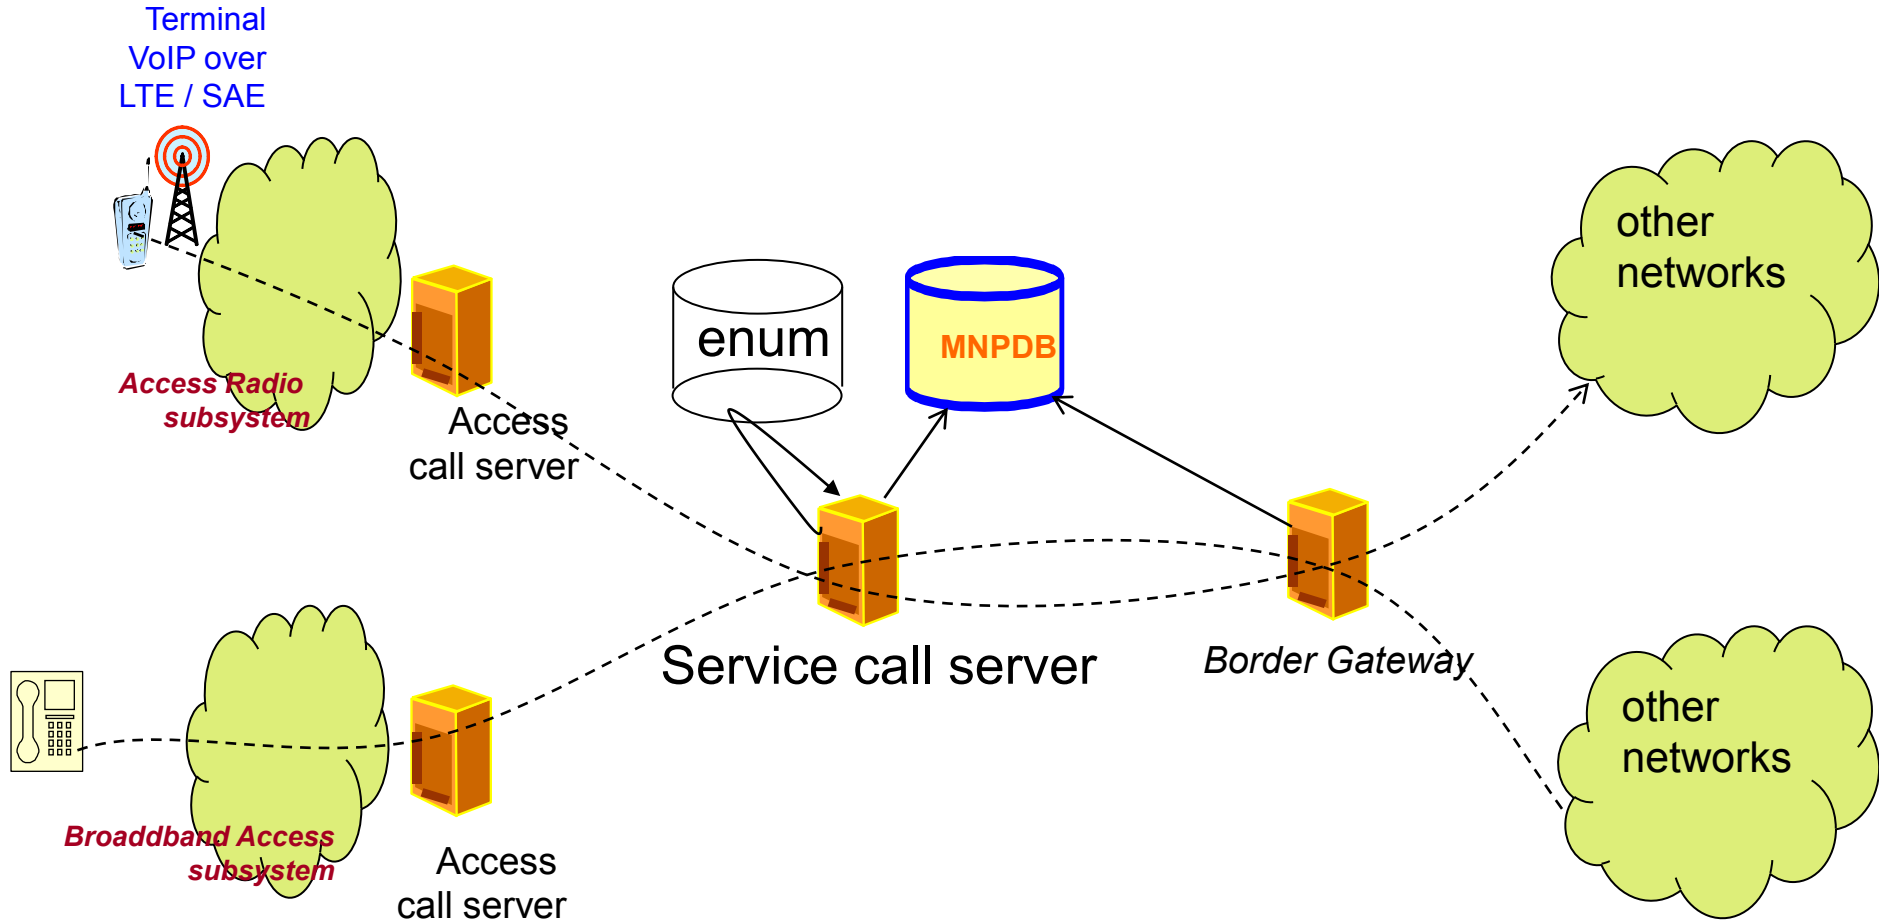 Terminal
VoIP over
LTE / SAE
Access Radio
subsystem
Access
call server
enum
MNPDB
other
networks
Service call server
Border Gateway
Broaddband Access
subsystem
Access
call server
other
networks